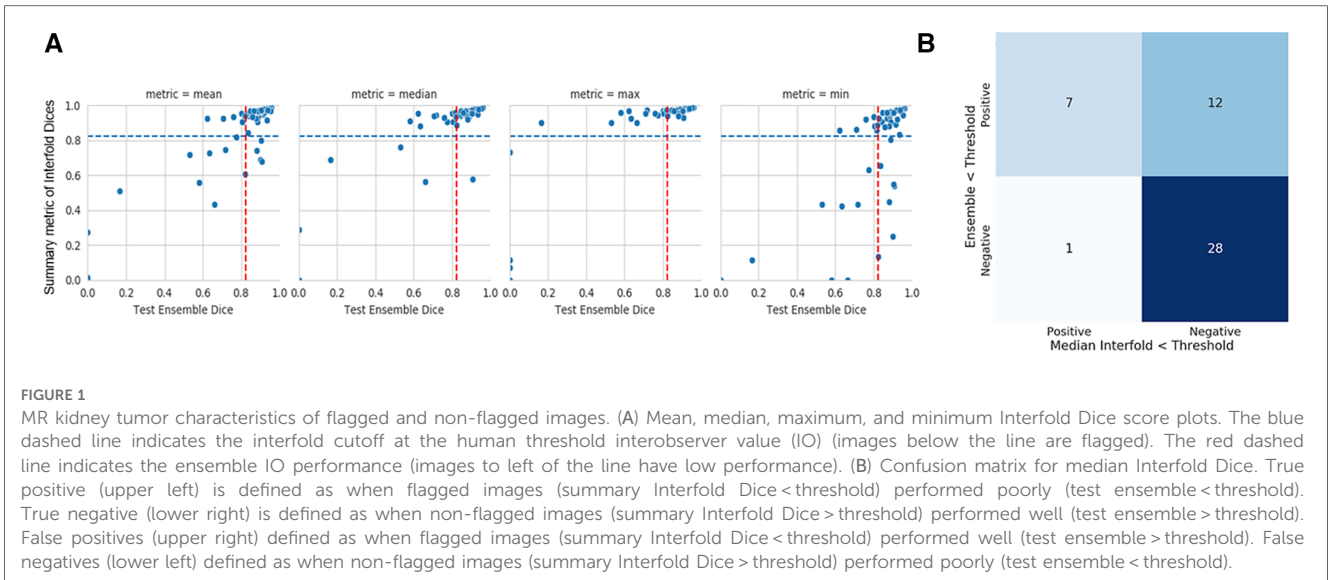 A
B
metric = mean
metric = median
metric = max
metric = min
Summary metric of Interfold Dices
1.0
0.8
0.6
0.4
0.2
0.0
0.0 0.2 0.4 0.6 0.8 1.0
0.0 0.2 0.4 0.6 0.8 1.0
0.0 0.2 0.4 0.6 0.8 1.0
0.0 0.2 0.4 0.6 0.8 1.0
Test Ensemble Dice
Test Ensemble Dice
Test Ensemble Dice
Test Ensemble Dice
Ensemble < Threshold
Positive
Negative
7 12
1 28
Positive Negative
Median Interfold < Threshold
FIGURE 1
MR kidney tumor characteristics of flagged and non-flagged images. (A) Mean, median, maximum, and minimum Interfold Dice score plots. The blue
dashed line indicates the interfold cutoff at the human threshold interobserver value (IO) (images below the line are flagged). The red dashed
line indicates the ensemble IO performance (images to left of the line have low performance). (B) Confusion matrix for median Interfold Dice. True
positive (upper left) is defined as when flagged images (summary Interfold Dice < threshold) performed poorly (test ensemble < threshold).
True negative (lower right) is defined as when non-flagged images (summary Interfold Dice > threshold) performed well (test ensemble > threshold).
False positives (upper right) defined as when flagged images (summary Interfold Dice < threshold) performed well (test ensemble > threshold). False
negatives (lower left) defined as when non-flagged images (summary Interfold Dice > threshold) performed poorly (test ensemble < threshold).